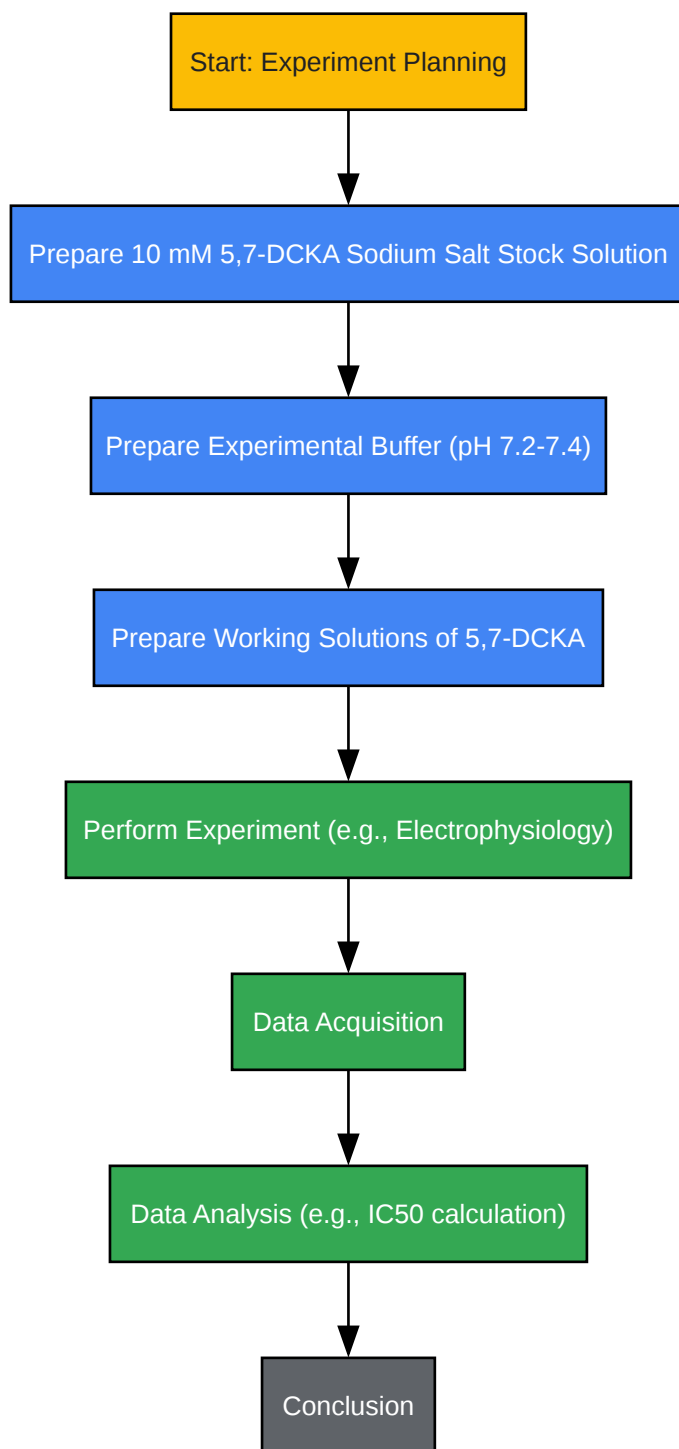 Start: Experiment Planning
Prepare 10 mM 5,7-DCKA Sodium Salt Stock Solution
Prepare Experimental Buffer (pH 7.2-7.4)
Prepare Working Solutions of 5,7-DCKA
Perform Experiment (e.g., Electrophysiology)
Data Acquisition
Data Analysis (e.g., IC50 calculation)
Conclusion